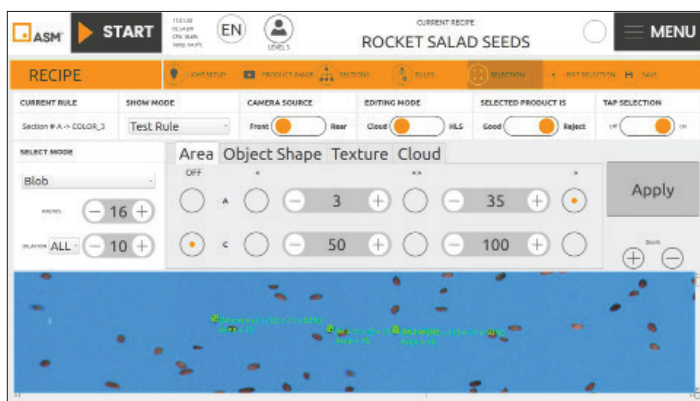 ASM
START
EN
LEVEL 5
CURRENT RECIPE
ROCKET SALAD SEEDS
MENU
RECIPE
LIGHT SETUP
PRODUCT IMAGE
SECTIONS
RULES
SELECTION
EDIT SELECTION
SAVE
CURRENT RULE
SHOW MODE
CAMERA SOURCE
EDITING MODE
SELECTED PRODUCT IS
TAP SELECTION
Section # A -> COLOR_3
Test Rule
Front
Rear
Cloud
HLS
Good
Reject
Off
On
SELECT MODE
Area
Object Shape
Texture
Cloud
Blob
OFF
<
<>
>
A
3
35
Apply
RADIUS
16
DILATION
ALL
10
C
50
100
Zoom